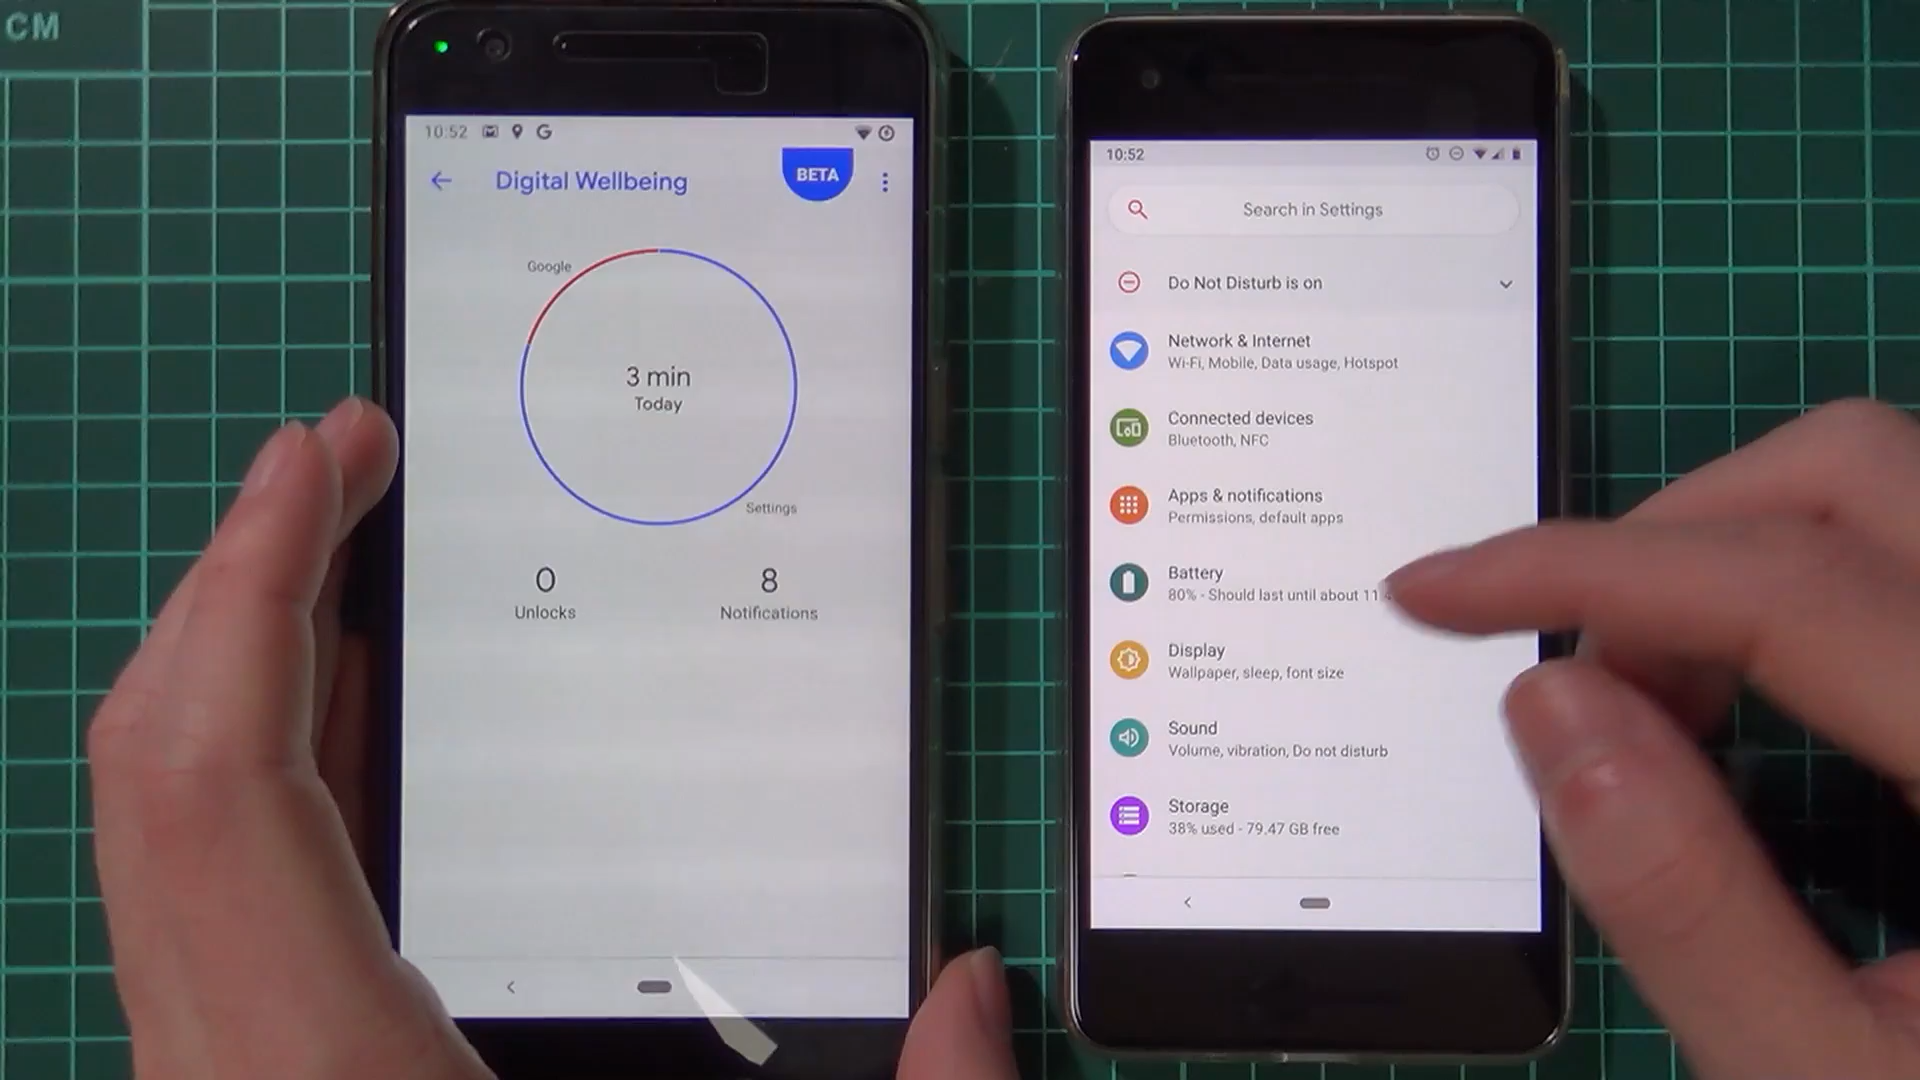 CM
10:52
Digital Wellbeing
BETA
Google
3 min
Today
Settings
0
Unlocks
8
Notifications
10:52
Search in Settings
Do Not Disturb is on
Network & Internet
Wi-Fi, Mobile, Data usage, Hotspot
Connected devices
Bluetooth, NFC
Apps & notifications
Permissions, default apps
Battery
80% - Should last until about 11
Display
Wallpaper, sleep, font size
Sound
Volume, vibration, Do not disturb
Storage
38% used - 79.47 GB free